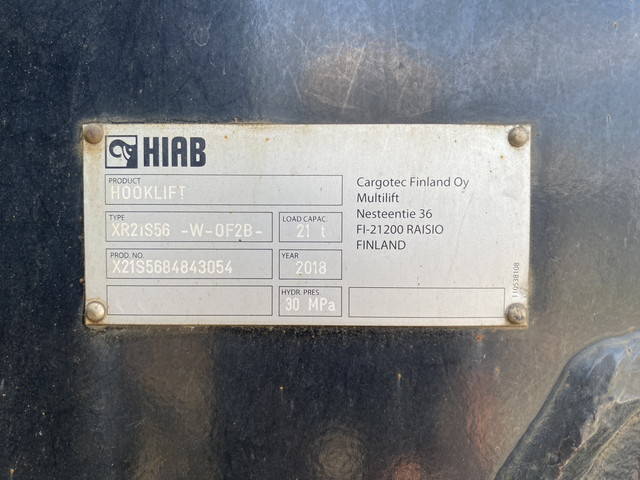 HIAB
PRODUCT
HOOKLIFT
TYPE
XR21S56 -W-OF2B-
LOAD CAPAC.
21 t
PROD. NO.
X21S5684843054
YEAR
2018
HYDR. PRES.
30 MPa
Cargotec Finland Oy
Multilift
Nesteentie 36
FI-21200 RAISIO
FINLAND
110538108